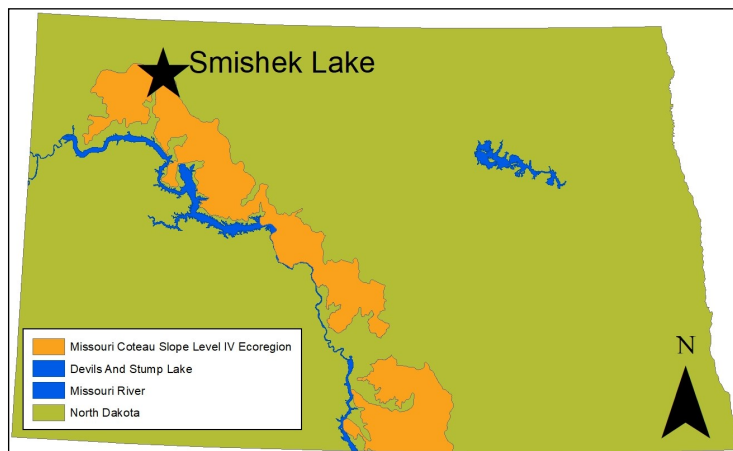 Smishek Lake
Missouri Coteau Slope Level IV Ecoregion
Devils And Stump Lake
Missouri River
North Dakota
N